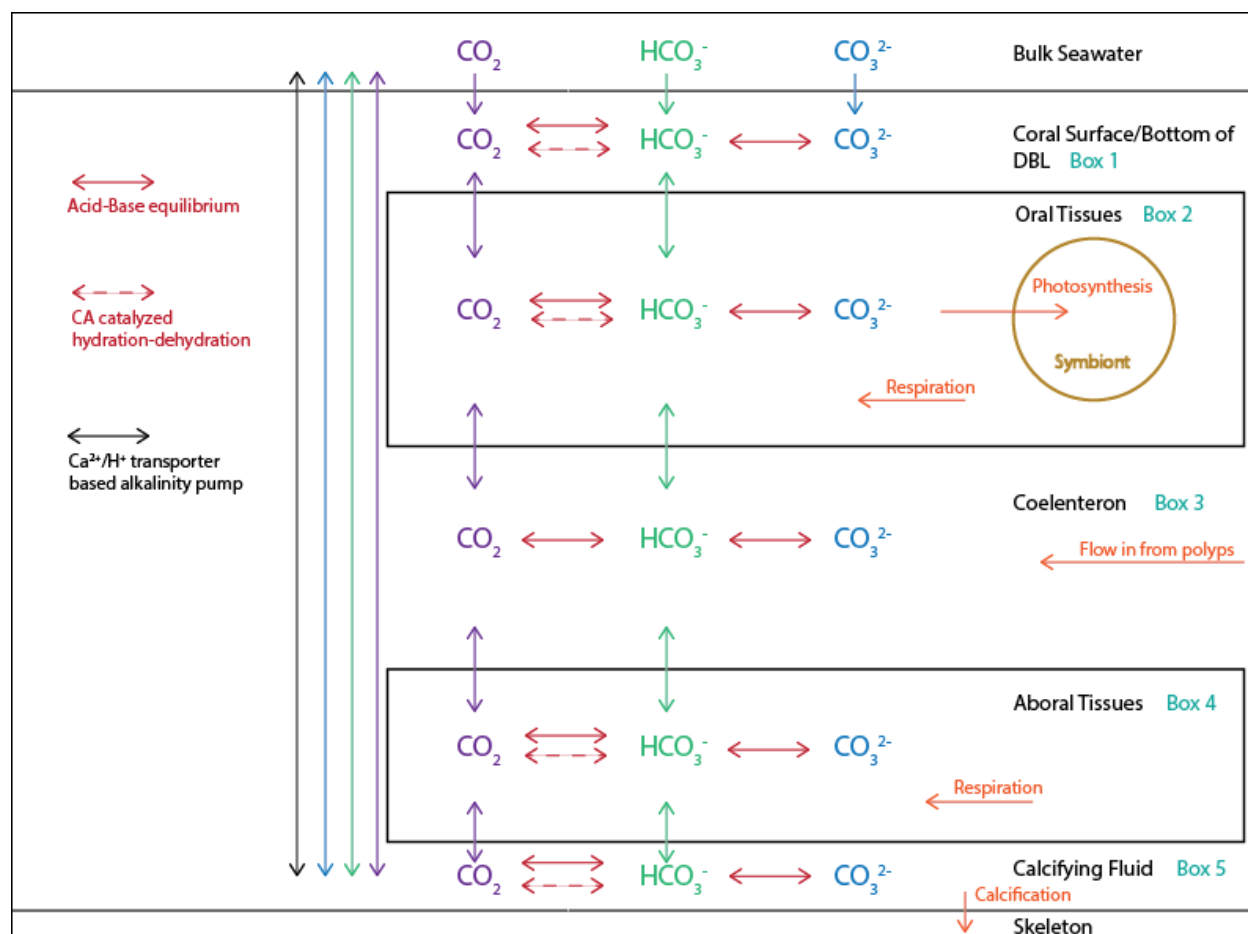 CO₂ HCO₃⁻ CO₃²⁻ Bulk Seawater
CO₂ HCO₃⁻ CO₃²⁻ Coral Surface/Bottom of
DBL Box 1
Acid-Base equilibrium
Oral Tissues Box 2
Photosynthesis
CO₂ HCO₃⁻ CO₃²⁻
CA catalyzed
hydration-dehydration
Symbiont
Respiration
Ca²⁺/H⁺ transporter
based alkalinity pump
Coelenteron Box 3
CO₂ HCO₃⁻ CO₃²⁻
Flow in from polyps
Aboral Tissues Box 4
CO₂ HCO₃⁻ CO₃²⁻
Respiration
CO₂ HCO₃⁻ CO₃²⁻ Calcifying Fluid Box 5
Calcification
Skeleton